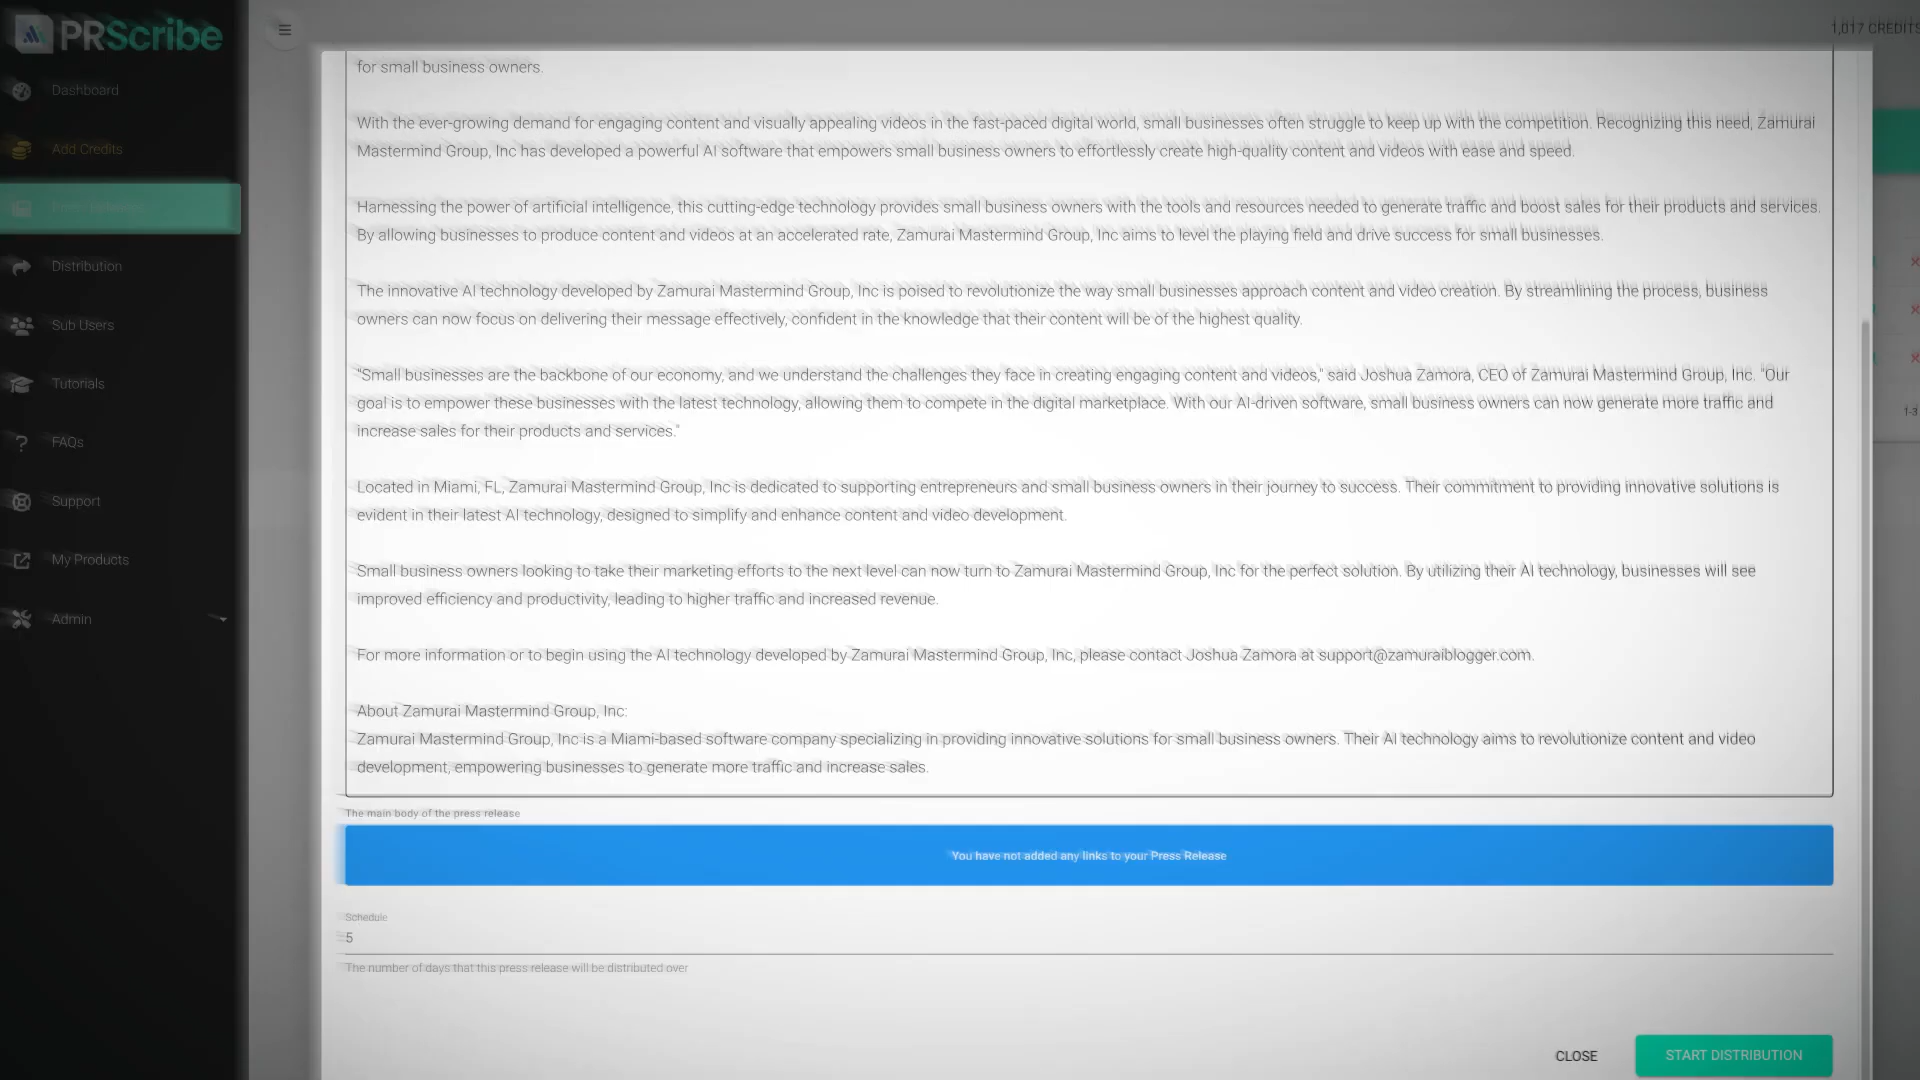 PRScribe
1,017 CREDITS
Dashboard
Add Credits
Distribution
Sub Users
Tutorials
FAQs
Support
My Products
Admin
for small business owners.
With the ever-growing demand for engaging content and visually appealing videos in the fast-paced digital world, small businesses often struggle to keep up with the competition. Recognizing this need, Zamurai
Mastermind Group, Inc has developed a powerful AI software that empowers small business owners to effortlessly create high-quality content and videos with ease and speed.
Harnessing the power of artificial intelligence, this cutting-edge technology provides small business owners with the tools and resources needed to generate traffic and boost sales for their products and services.
By allowing businesses to produce content and videos at an accelerated rate, Zamurai Mastermind Group, Inc aims to level the playing field and drive success for small businesses.
The innovative AI technology developed by Zamurai Mastermind Group, Inc is poised to revolutionize the way small businesses approach content and video creation. By streamlining the process, business
owners can now focus on delivering their message effectively, confident in the knowledge that their content will be of the highest quality.
"Small businesses are the backbone of our economy, and we understand the challenges they face in creating engaging content and videos," said Joshua Zamora, CEO of Zamurai Mastermind Group, Inc. "Our
goal is to empower these businesses with the latest technology, allowing them to compete in the digital marketplace. With our AI-driven software, small business owners can now generate more traffic and
increase sales for their products and services."
Located in Miami, FL, Zamurai Mastermind Group, Inc is dedicated to supporting entrepreneurs and small business owners in their journey to success. Their commitment to providing innovative solutions is
evident in their latest AI technology, designed to simplify and enhance content and video development.
Small business owners looking to take their marketing efforts to the next level can now turn to Zamurai Mastermind Group, Inc for the perfect solution. By utilizing their AI technology, businesses will see
improved efficiency and productivity, leading to higher traffic and increased revenue.
For more information or to begin using the AI technology developed by Zamurai Mastermind Group, Inc, please contact Joshua Zamora at support@zamuraiblogger.com.
About Zamurai Mastermind Group, Inc:
Zamurai Mastermind Group, Inc is a Miami-based software company specializing in providing innovative solutions for small business owners. Their AI technology aims to revolutionize content and video
development, empowering businesses to generate more traffic and increase sales.
The main body of the press release
You have not added any links to your Press Release
Schedule
5
The number of days that this press release will be distributed over
CLOSE
START DISTRIBUTION
1-3